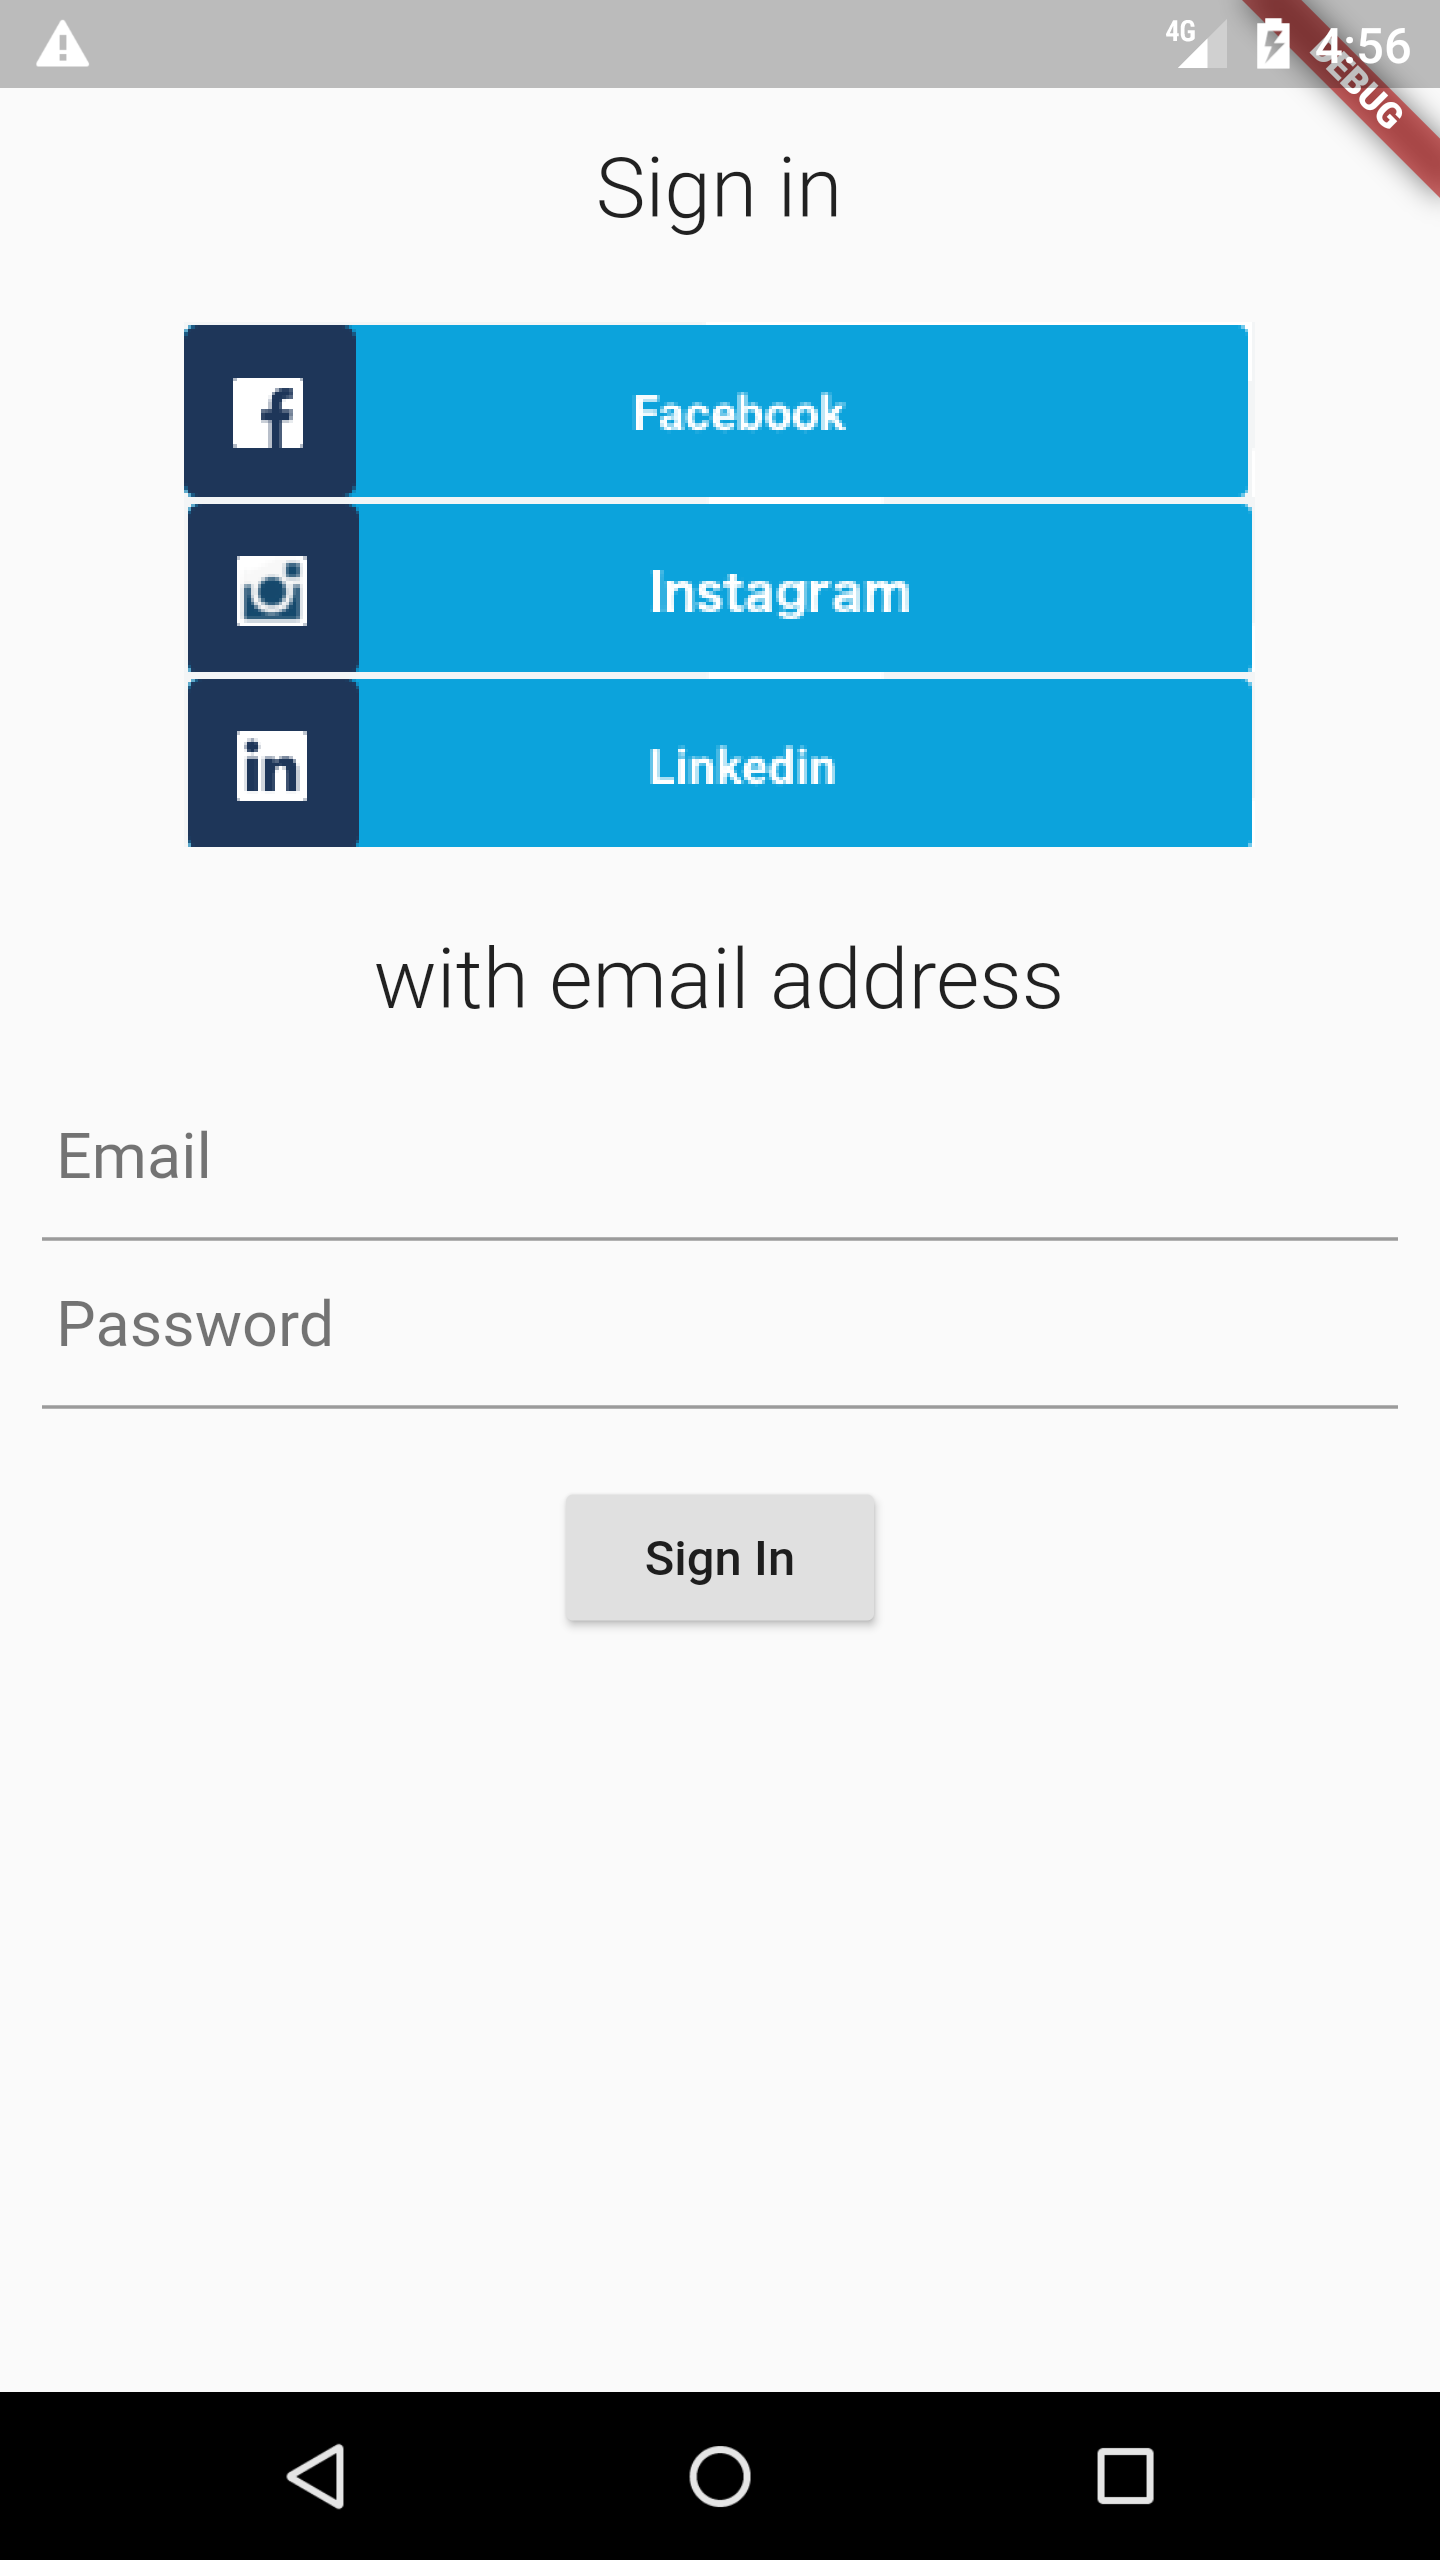 4G 4:56
DEBUG
Sign in
Facebook
Instagram
in Linkedin
with email address
Email
Password
Sign In